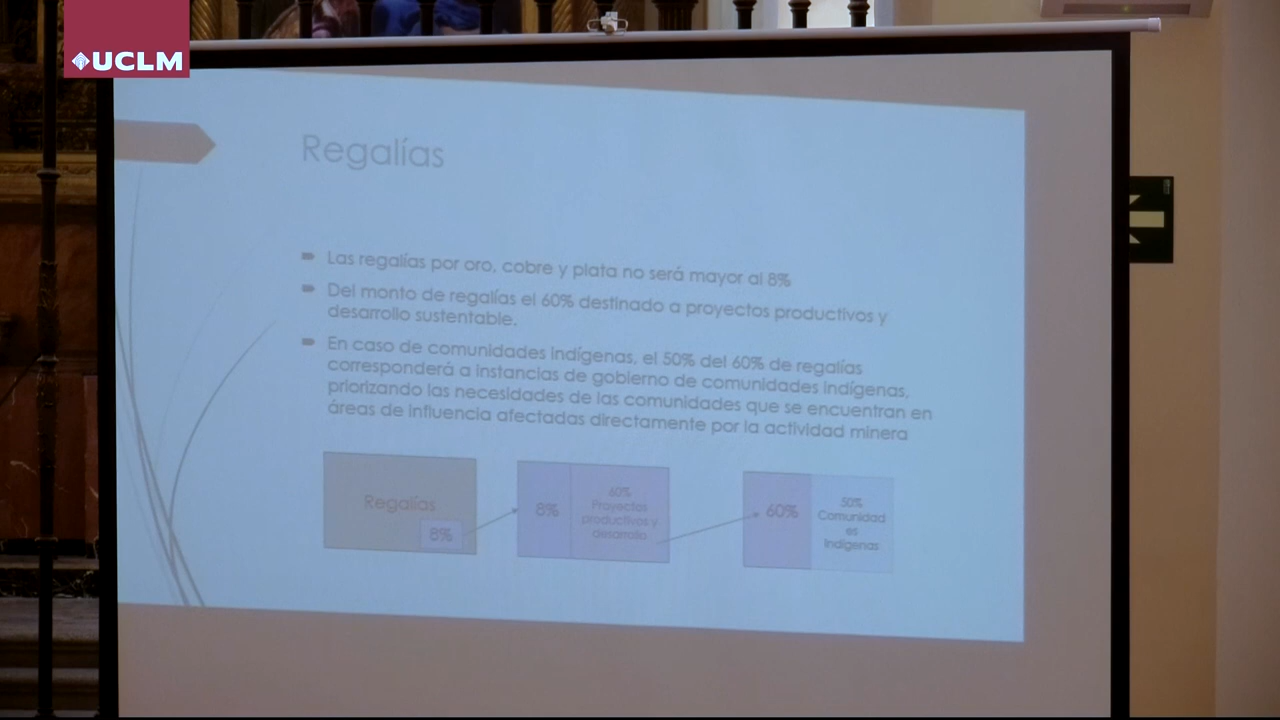 UCLM
Regalías
Las regalías por oro, cobre y plata no será mayor al 8%
Del monto de regalías el 60% destinado a proyectos productivos y
desarrollo sustentable.
En caso de comunidades indígenas, el 50% del 60% de regalías
corresponderá a instancias de gobierno de comunidades indígenas,
priorizando las necesidades de las comunidades que se encuentran en
áreas de influencia afectadas directamente por la actividad minera
Regalías
8%
8%
60%
Proyectos
productivos y
desarrollo
60%
50%
Comunidad
es
Indígenas